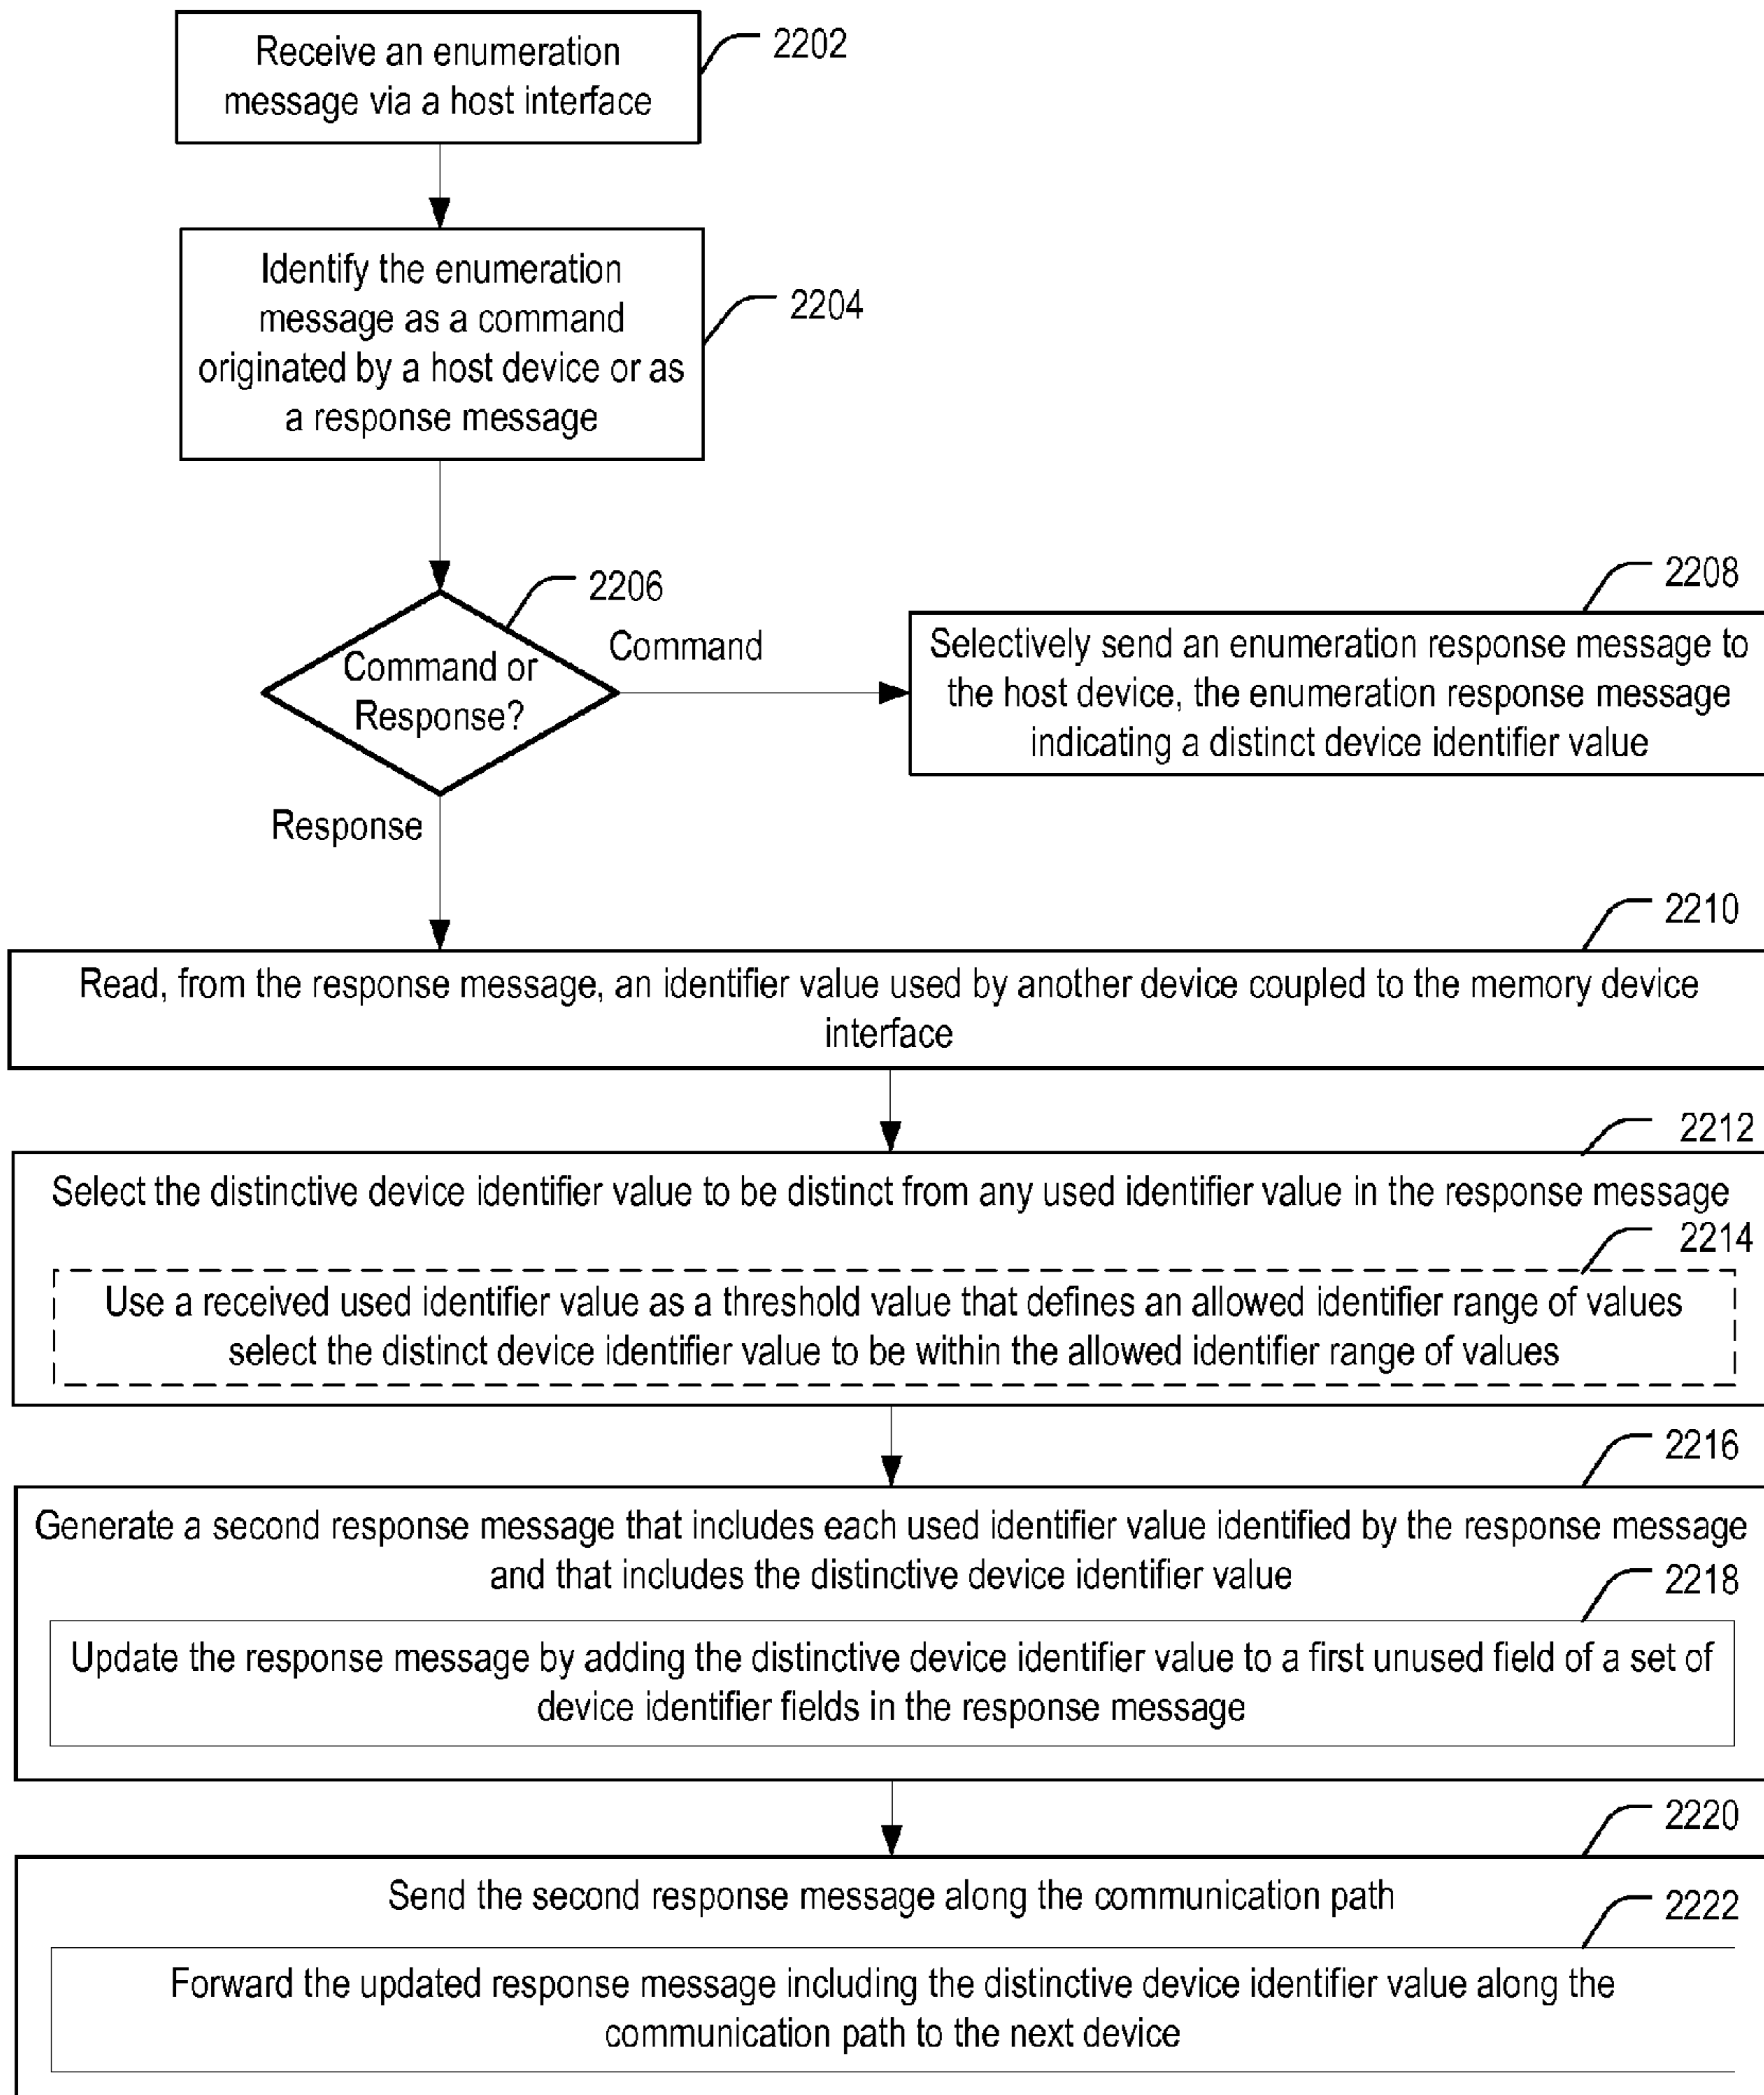 Receive an enumeration
message via a host interface
2202
Identify the enumeration
message as a command
originated by a host device or as
a response message
2204
2206
Command or
Response?
Command
Response
2208
Selectively send an enumeration response message to
the host device, the enumeration response message
indicating a distinct device identifier value
2210
Read, from the response message, an identifier value used by another device coupled to the memory device
interface
2212
Select the distinctive device identifier value to be distinct from any used identifier value in the response message
2214
Use a received used identifier value as a threshold value that defines an allowed identifier range of values
select the distinct device identifier value to be within the allowed identifier range of values
2216
Generate a second response message that includes each used identifier value identified by the response message
and that includes the distinctive device identifier value
2218
Update the response message by adding the distinctive device identifier value to a first unused field of a set of
device identifier fields in the response message
2220
Send the second response message along the communication path
2222
Forward the updated response message including the distinctive device identifier value along the
communication path to the next device